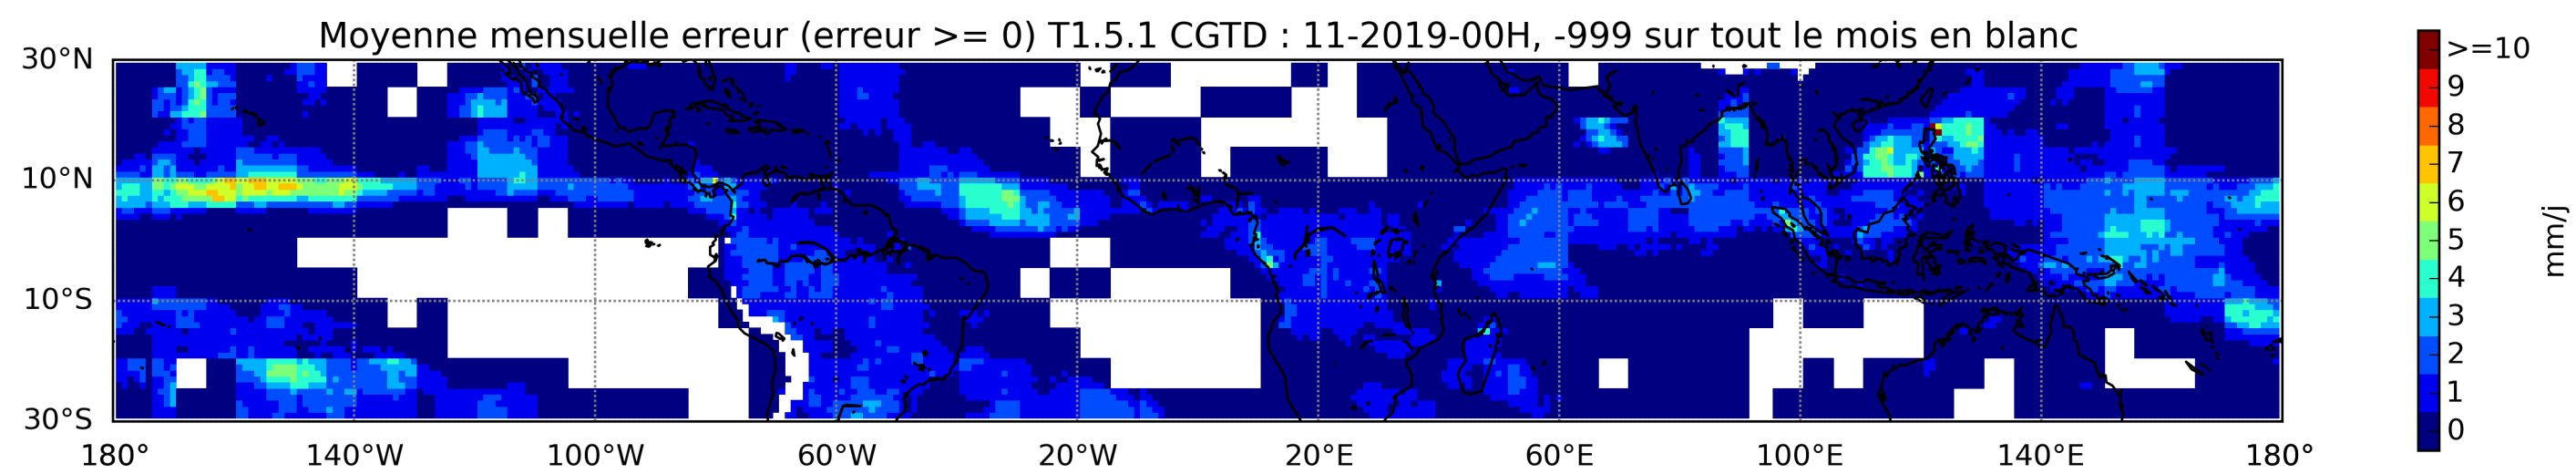 Moyenne mensuelle erreur (erreur >= 0) T1.5.1 CGTD : 11-2019-00H, -999 sur tout le mois en blanc
30°N
10°N
10°S
30°S
180° 140°W 100°W 60°W 20°W 20°E 60°E 100°E 140°E 180°
>=10
9
8
7
6
5
4
3
2
1
0
mm/j